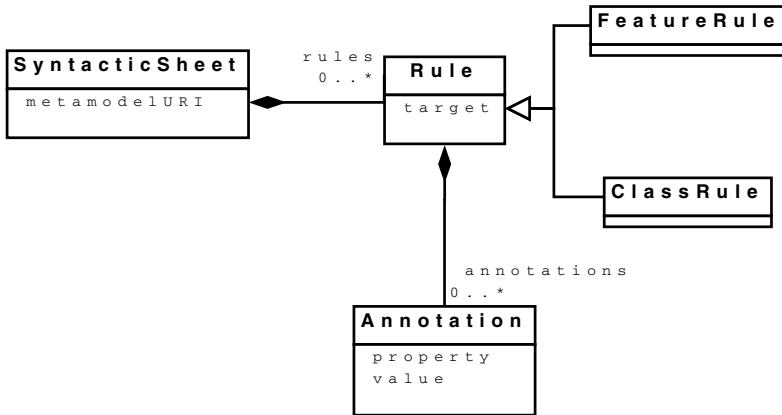 FeatureRule
SyntacticSheet
metamodelURI
rules
0..*
Rule
target
ClassRule
annotations
0..*
Annotation
property
value